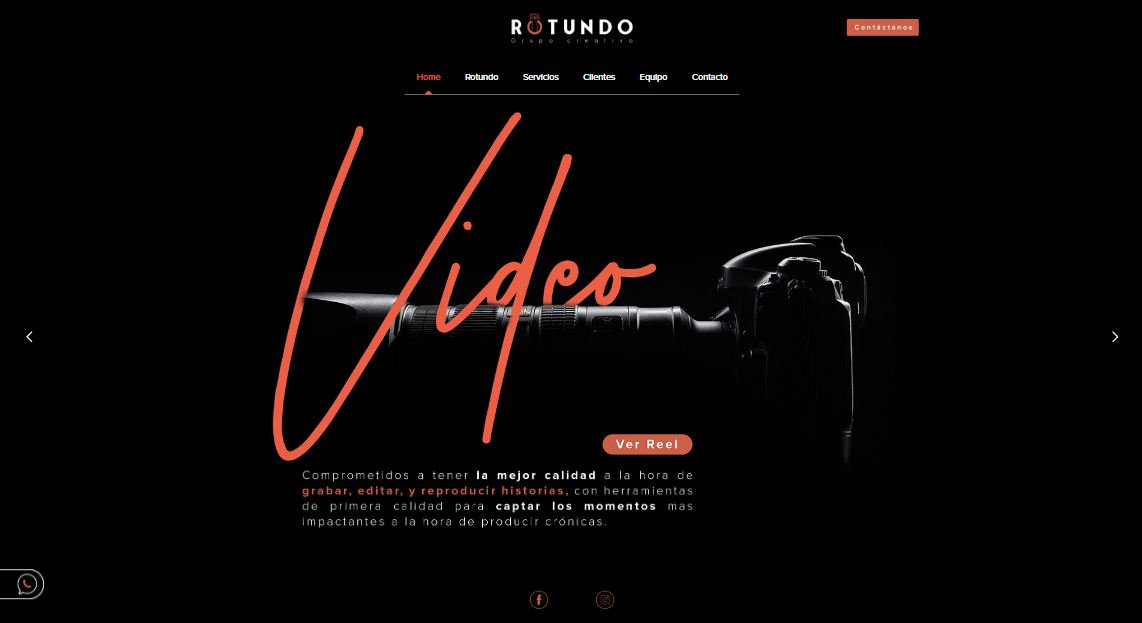 ROTUNDO
Grupo creativo
Contáctanos
Home Rotundo Servicios Clientes Equipo Contacto
Video
Ver Reel
Comprometidos a tener la mejor calidad a la hora de
grabar, editar, y reproducir historias, con herramientas
de primera calidad para captar los momentos mas
impactantes a la hora de producir crónicas.